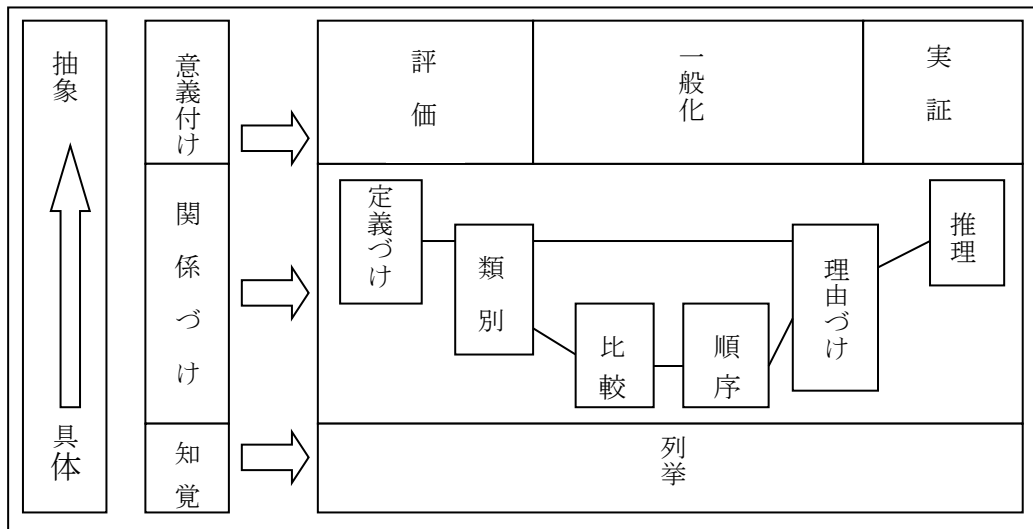 抽象
具体
意義付け
関係づけ
知覚
評価
一般化
実証
定義づけ
類別
比較
順序
理由づけ
推理
列挙